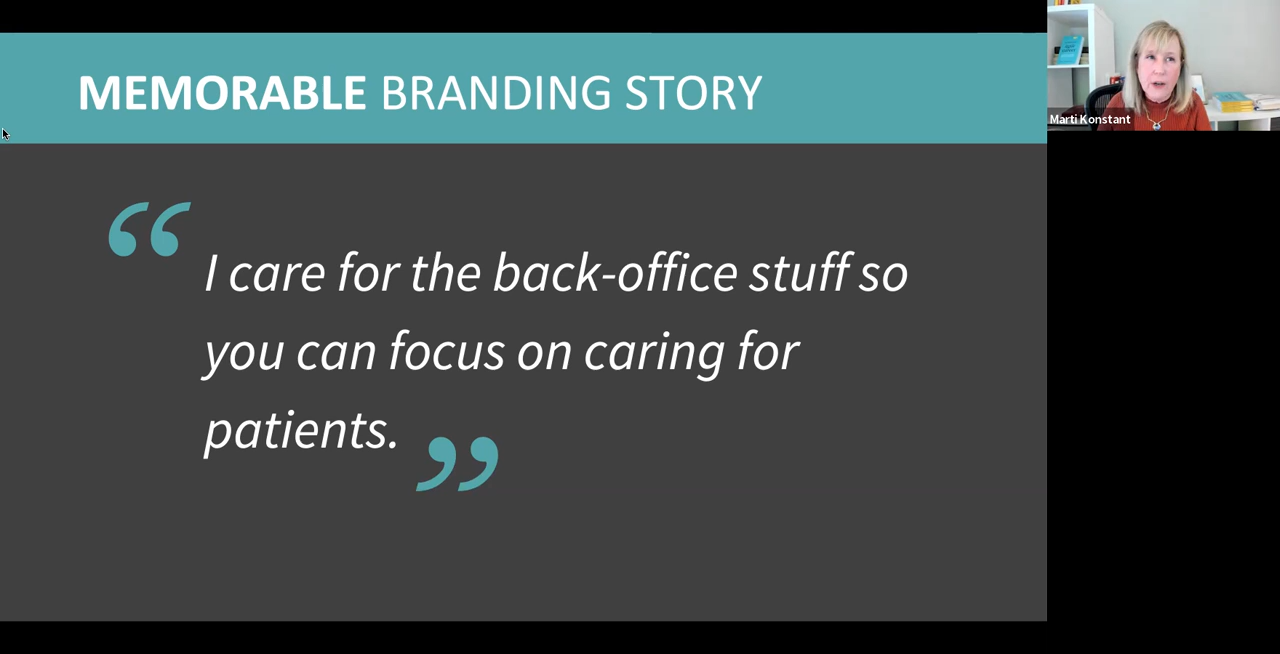 MEMORABLE BRANDING STORY
Marti Konstant
“ I care for the back-office stuff so
you can focus on caring for
patients. ”